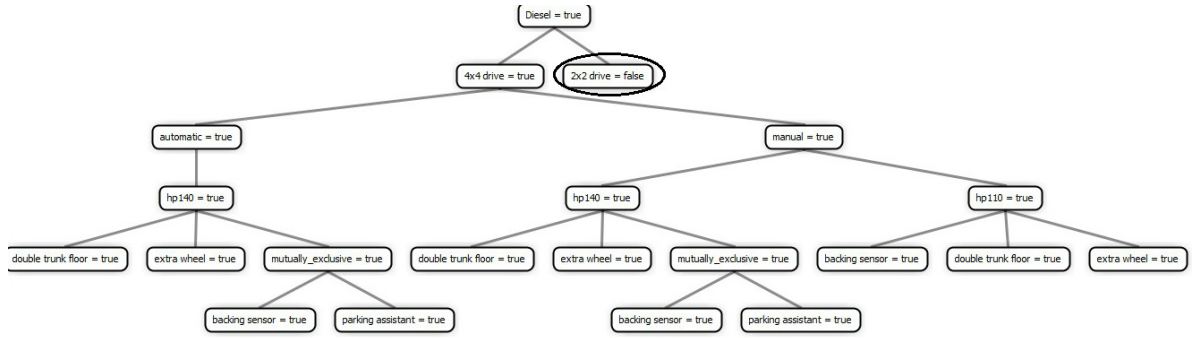 Diesel = true
4x4 drive = true
2x2 drive = false
automatic = true
manual = true
hp140 = true
hp140 = true
hp110 = true
double trunk floor = true
extra wheel = true
mutually_exclusive = true
double trunk floor = true
extra wheel = true
mutually_exclusive = true
backing sensor = true
double trunk floor = true
extra wheel = true
backing sensor = true
parking assistant = true
backing sensor = true
parking assistant = true